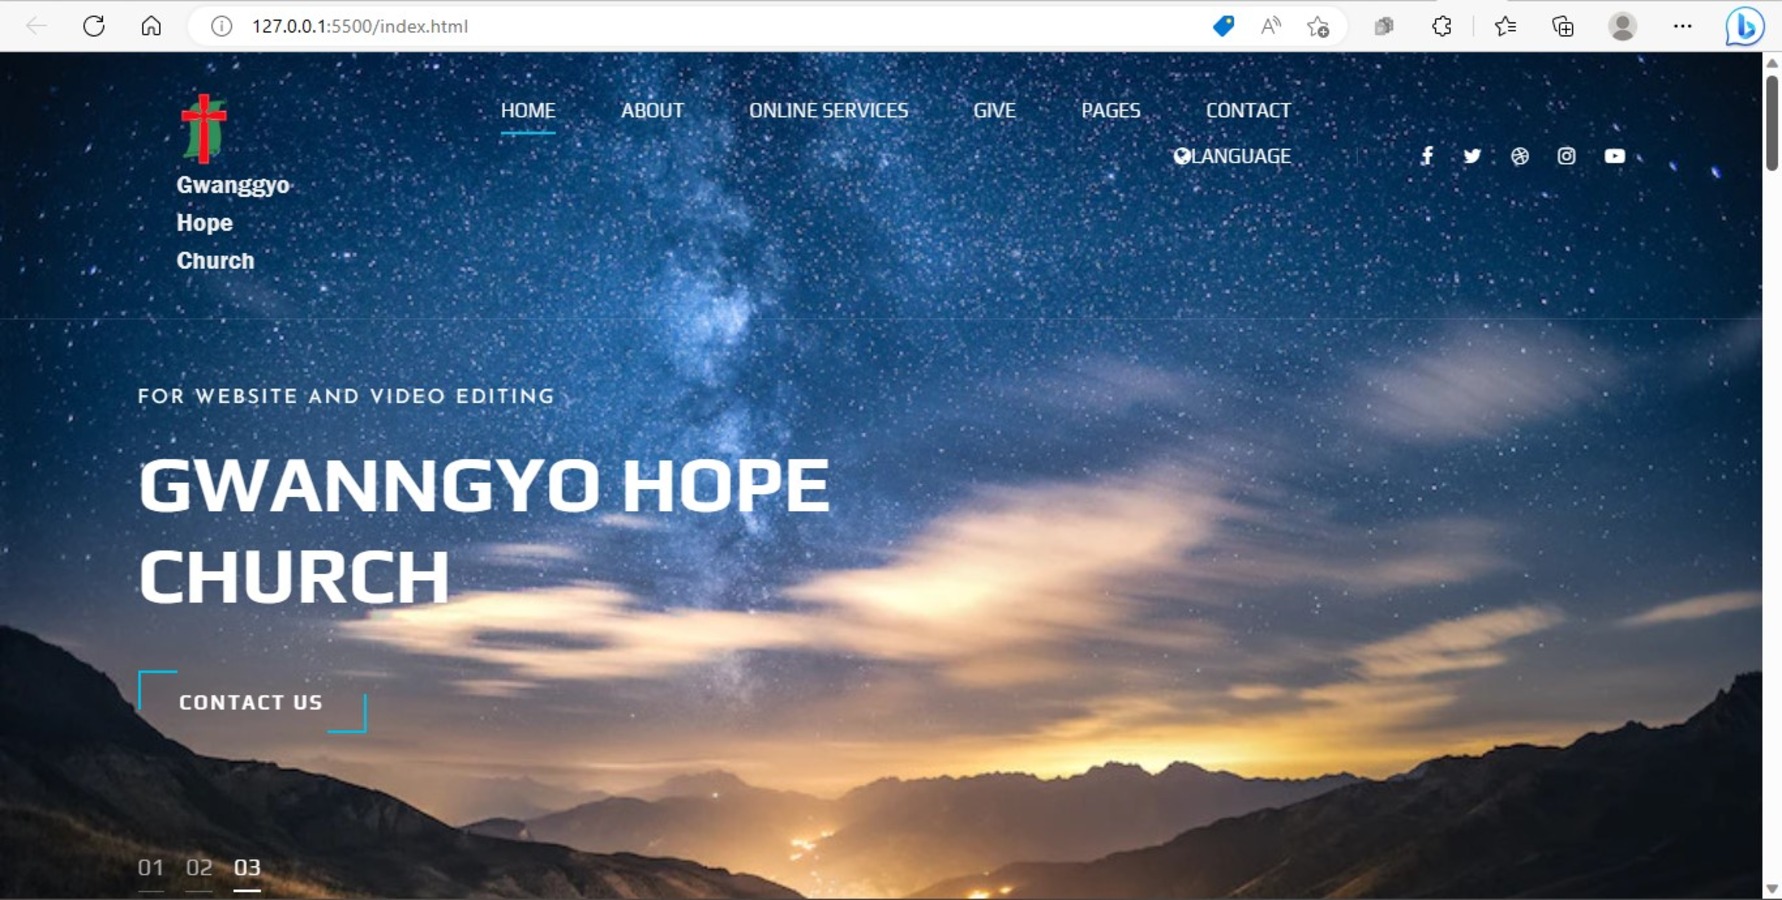 127.0.0.1:5500/index.html
HOME ABOUT ONLINE SERVICES GIVE PAGES CONTACT
LANGUAGE
Gwanggyo
Hope
Church
FOR WEBSITE AND VIDEO EDITING
GWANNGYO HOPE
CHURCH
CONTACT US
01 02 03